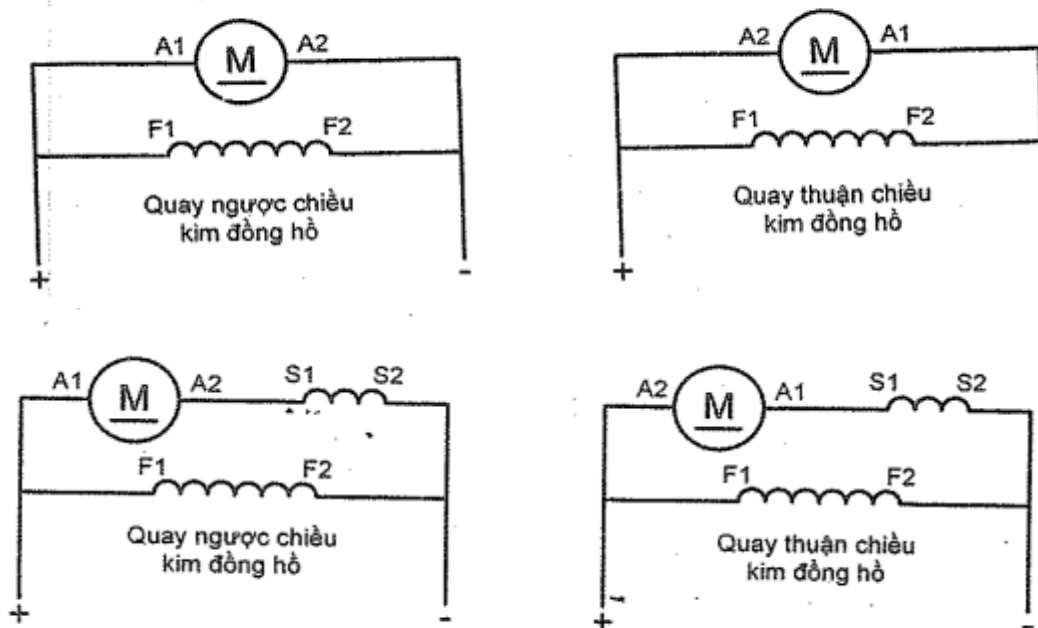 A1 M A2
F1 F2
Quay ngược chiều
kim đồng hồ
+ -
A2 M A1
F1 F2
Quay thuận chiều
kim đồng hồ
+
A1 M A2 S1 S2
F1 F2
Quay ngược chiều
kim đồng hồ
+ -
A2 M A1 S1 S2
F1 F2
Quay thuận chiều
kim đồng hồ
+ -